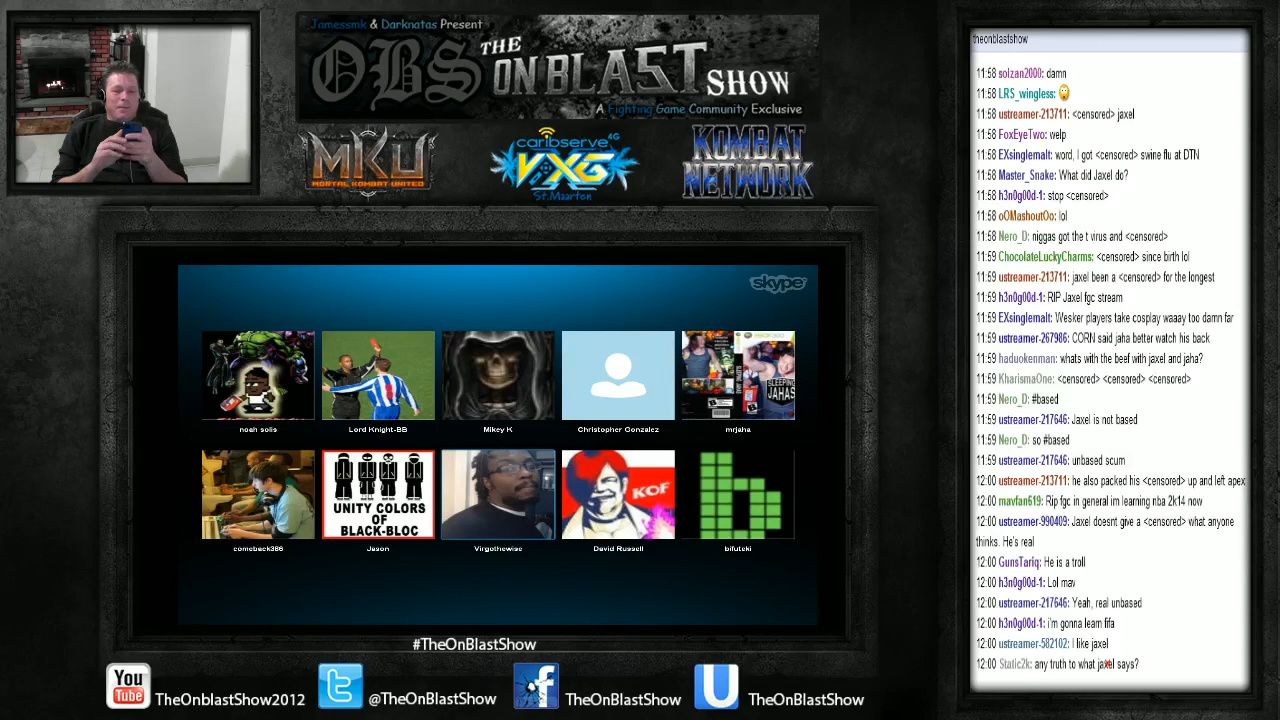 Jamessmk & Darknatas Present
OBS THE ON BLAST SHOW
A Fighting Game Community Exclusive
MKU
MORTAL KOMBAT UNITED
caribserve 4G
VXG
St.Maarten
KOMBAT
NETWORK
skype
noah solis
Lord Knight-BB
Mikey K
Christopher Gonzalez
SLEEPING
JAHAS
mrjaha
comeback386
UNITY COLORS
OF
BLACK-BLOC
Jason
Virgothewise
KOF
David Russell
b
bifuteki
#TheOnBlastShow
You
Tube
TheOnblastShow2012
@TheOnBlastShow
f
TheOnBlastShow
U
TheOnBlastShow
theonblastshow
11:58 solzan2000: damn
11:58 LRS_wingless:
11:58 ustreamer-213711: <censored> jaxel
11:58 FoxEyeTwo: welp
11:58 EXsinglemalt: word, I got <censored> swine flu at DTN
11:58 Master_Snake: What did Jaxel do?
11:58 h3n0g00d-1: stop <censored>
11:58 oOMashoutOo: lol
11:58 Nero_D: niggas got the t virus and <censored>
11:58 ChocolateLuckyCharms: <censored> since birth lol
11:59 ustreamer-213711: jaxel been a <censored> for the longest
11:59 h3n0g00d-1: RIP Jaxel fgc stream
11:59 EXsinglemalt: Wesker players take cosplay waaay too damn far
11:59 ustreamer-267986: CORN said jaha better watch his back
11:59 haduokenman: whats with the beef with jaxel and jaha?
11:59 KharismaOne: <censored> <censored> <censored>
11:59 Nero_D: #based
11:59 ustreamer-217646: Jaxel is not based
11:59 Nero_D: so #based
11:59 ustreamer-217646: unbased scum
12:00 ustreamer-213711: he also packed his <censored> up and left apex
12:00 mavfan619: Rip fgc in general im learning nba 2k14 now
12:00 ustreamer-990409: Jaxel doesnt give a <censored> what anyone
thinks. He's real
12:00 GunsTariq: He is a troll
12:00 h3n0g00d-1: Lol mav
12:00 ustreamer-217646: Yeah, real unbased
12:00 h3n0g00d-1: i'm gonna learn fifa
12:00 ustreamer-582102: I like jaxel
12:00 Static2k: any truth to what jaxel says?